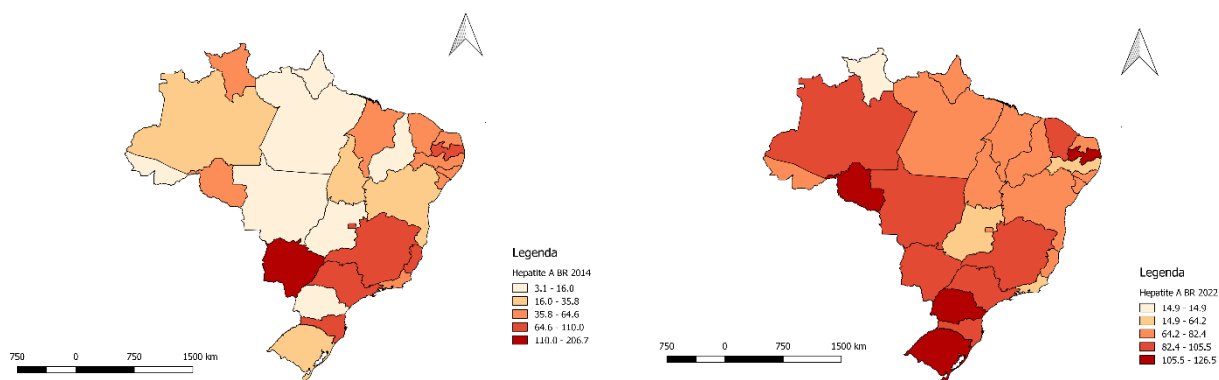 Legenda
Hepatite A BR 2014
3.1 - 16.0
16.0 - 35.8
35.8 - 64.6
64.6 - 110.0
110.0 - 206.7
750 0 750 1500 km
Legenda
Hepatite A BR 2022
14.9 - 14.9
14.9 - 64.2
64.2 - 82.4
82.4 - 105.5
105.5 - 126.5
750 0 750 1500 km